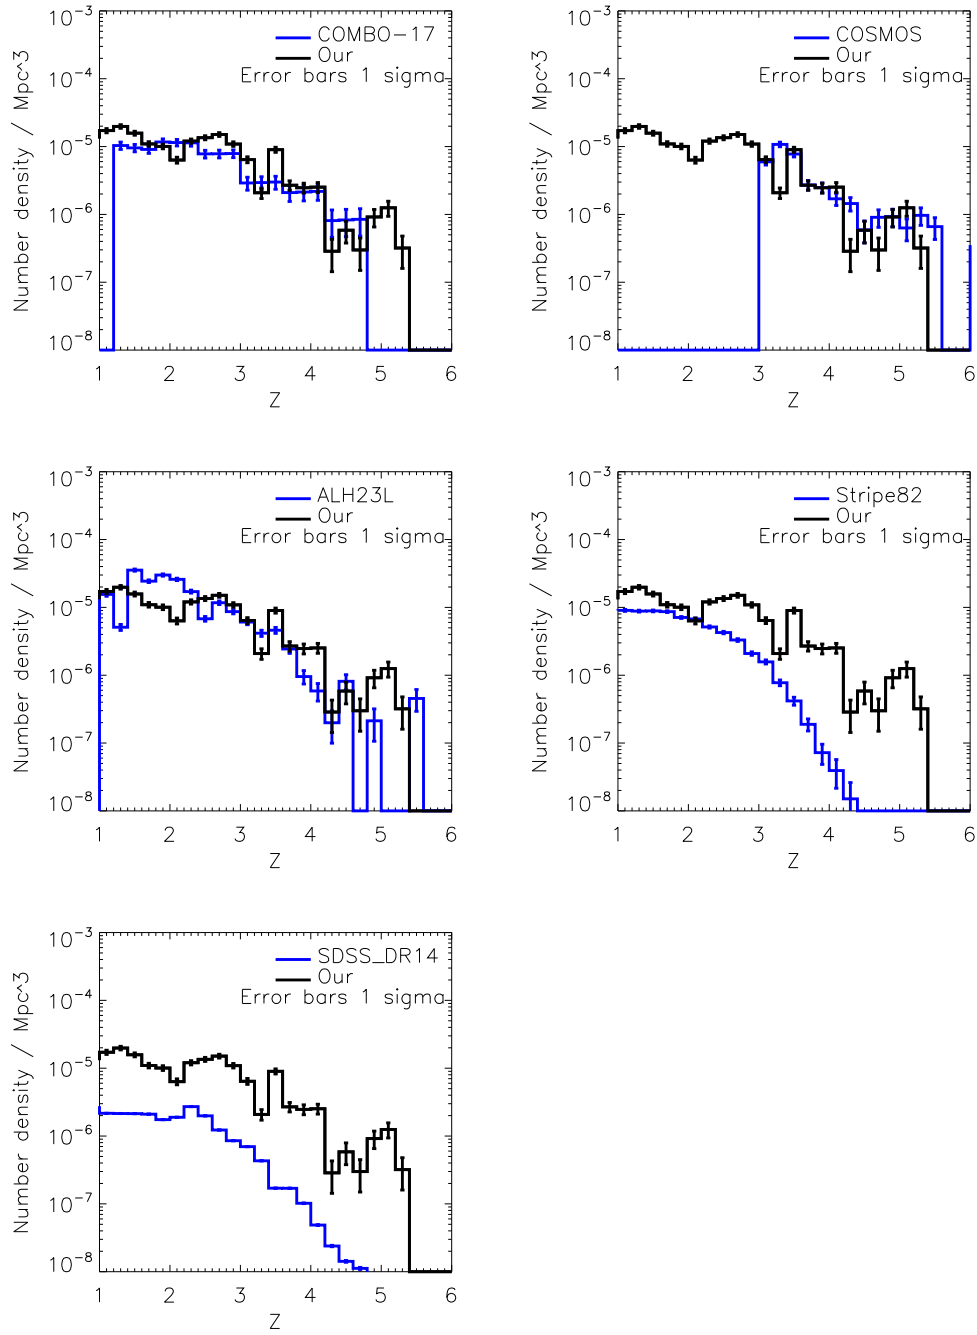 COMBO-17
Our
Error bars 1 sigma
Number density / Mpc^3
10-3
10-4
10-5
10-6
10-7
10-8
1 2 3 4 5 6
Z
COSMOS
Our
Error bars 1 sigma
Number density / Mpc^3
10-3
10-4
10-5
10-6
10-7
10-8
1 2 3 4 5 6
Z
ALH23L
Our
Error bars 1 sigma
Number density / Mpc^3
10-3
10-4
10-5
10-6
10-7
10-8
1 2 3 4 5 6
Z
Stripe82
Our
Error bars 1 sigma
Number density / Mpc^3
10-3
10-4
10-5
10-6
10-7
10-8
1 2 3 4 5 6
Z
SDSS_DR14
Our
Error bars 1 sigma
Number density / Mpc^3
10-3
10-4
10-5
10-6
10-7
10-8
1 2 3 4 5 6
Z